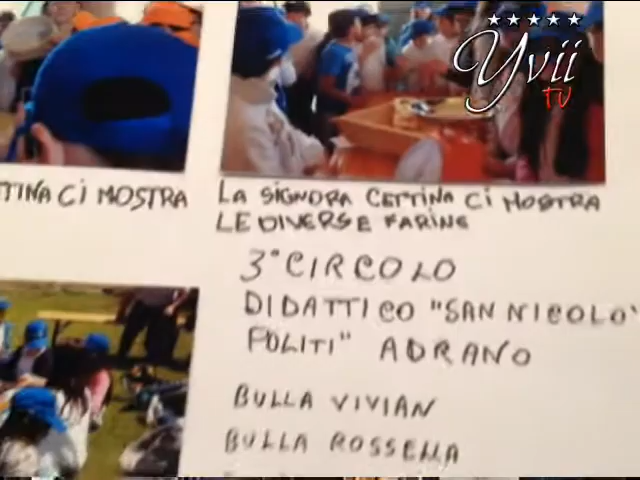 Yvii
TV
TINA CI MOSTRA
LA SIGNORA CETTINA CI MOSTRA
LE DIVERSE FARINE
3° CIRCOLO
DIDATTICO "SAN NICOLO'
POLITI" ADRANO
BULLA VIVIAN
BULLA ROSSELLA